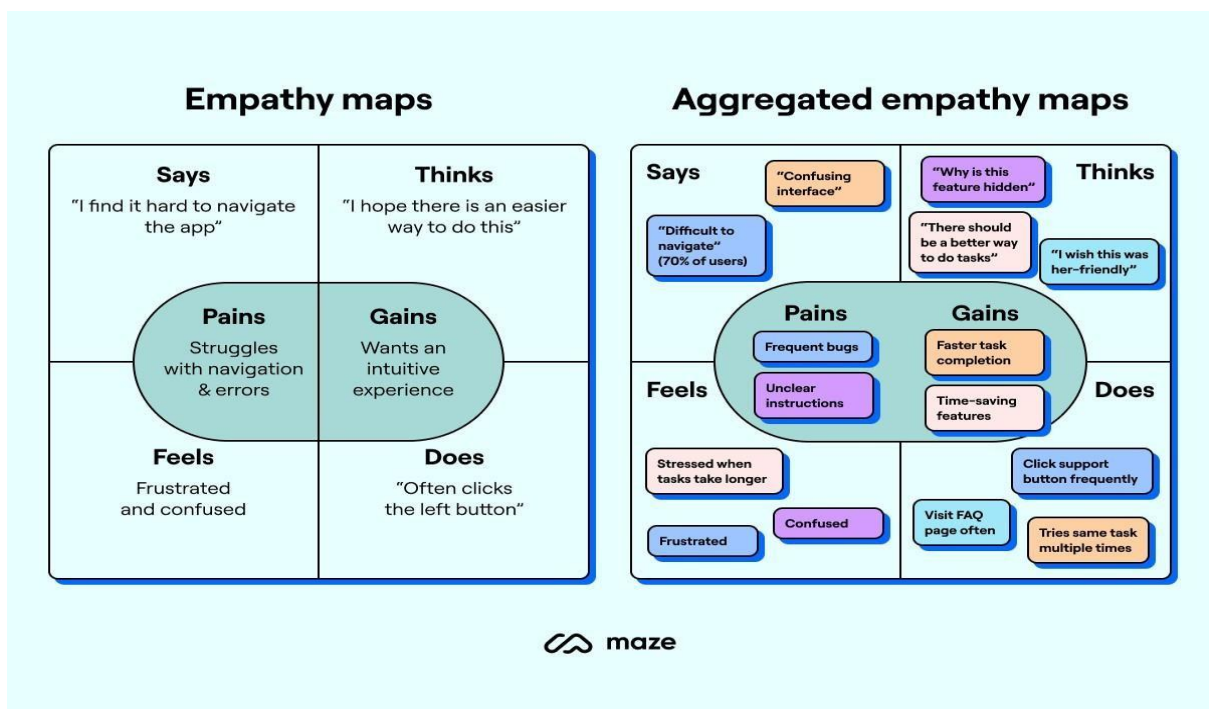 Empathy maps
Says
“I find it hard to navigate
the app”
Thinks
“I hope there is an easier
way to do this”
Pains
Struggles
with navigation
& errors
Gains
Wants an
intuitive
experience
Feels
Frustrated
and confused
Does
“Often clicks
the left button”
Aggregated empathy maps
Says
“Confusing
interface”
“Difficult to
navigate”
(70% of users)
Thinks
“Why is this
feature hidden”
“There should
be a better way
to do tasks”
“I wish this was
her-friendly”
Pains
Frequent bugs
Unclear
instructions
Gains
Faster task
completion
Time-saving
features
Feels
Stressed when
tasks take longer
Confused
Frustrated
Does
Click support
button frequently
Visit FAQ
page often
Tries same task
multiple times
maze